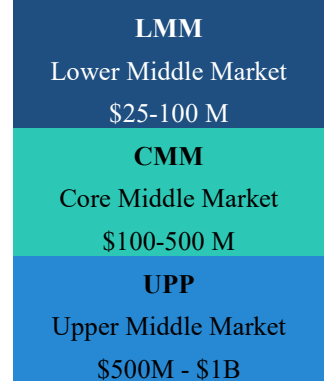 LMM
Lower Middle Market
$25-100 M
CMM
Core Middle Market
$100-500 M
UPP
Upper Middle Market
$500M - $1B